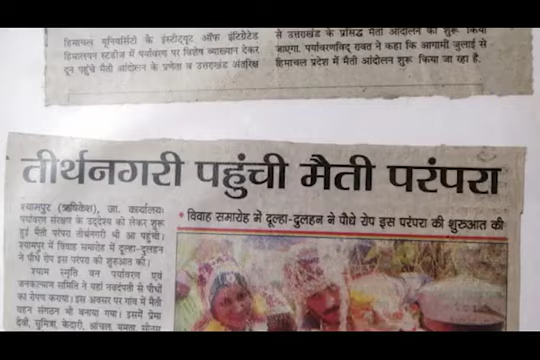 हिमाचल यूनिवर्सिटी के इंस्टीट्यूट ऑफ इंटिग्रेटेड
हिमालयन स्टडीज में पर्यावरण पर विशेष व्याख्यान देकर
दून पहुंचे मैती आंदोलन के प्रणेता व उत्तराखंड अंतरिक्ष
से उत्तराखंड के प्रसिद्ध मैती आंदोलन को शुरू किया
जाएगा. पर्यावरणविद् रावत ने कहा कि आगामी जुलाई से
हिमाचल प्रदेश में मैती आंदोलन शुरू किया जा रहा है.
तीर्थनगरी पहुंची मैती परंपरा
श्यामपुर (ऋषिकेश), जा. कार्यालयः
पर्यावरण संरक्षण के उद्देश्य को लेकर शुरू
हुई मैती परंपरा तीर्थनगरी भी आ पहुंची।
श्यामपुर में विवाह समारोह में दूल्हा-दुलहन
ने पौधे रोप इस परंपरा की शुरुआत की।
श्याम स्मृति वन पर्यावरण एवं
जनकल्याण समिति ने यहां नवदंपती से पौधों
का रोपण कराया। इस अवसर पर गांव में मैती
बहन संगठन भी बनाया गया। इसमें प्रेमा
देवी, सुमित्रा, केदारी, आंचल, ममता,
• विवाह समारोह में दूल्हा-दुलहन ने पौधे रोप इस परंपरा की शुरुआत की